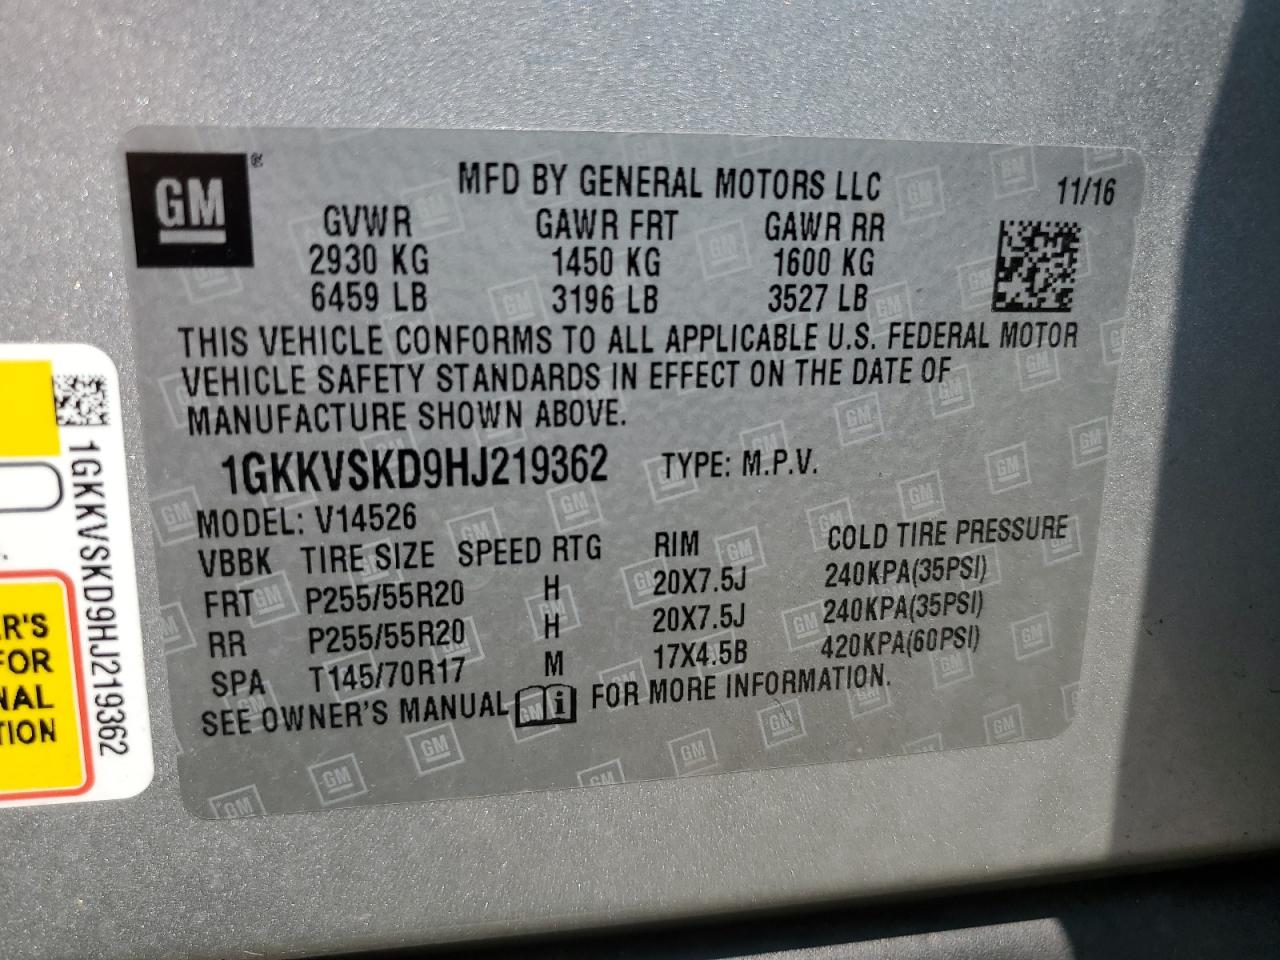 GM ®
MFD BY GENERAL MOTORS LLC 11/16
GVWR GAWR FRT GAWR RR
2930 KG 1450 KG 1600 KG
6459 LB 3196 LB 3527 LB
THIS VEHICLE CONFORMS TO ALL APPLICABLE U.S. FEDERAL MOTOR
VEHICLE SAFETY STANDARDS IN EFFECT ON THE DATE OF
MANUFACTURE SHOWN ABOVE.
1GKKVSKD9HJ219362 TYPE: M.P.V.
MODEL: V14526
VBBK TIRE SIZE SPEED RTG RIM COLD TIRE PRESSURE
FRT P255/55R20 H 20X7.5J 240KPA(35PSI)
RR P255/55R20 H 20X7.5J 240KPA(35PSI)
SPA T145/70R17 M 17X4.5B 420KPA(60PSI)
SEE OWNER'S MANUAL i FOR MORE INFORMATION.
1GKKVSKD9HJ219362
ER'S
FOR
NAL
TION